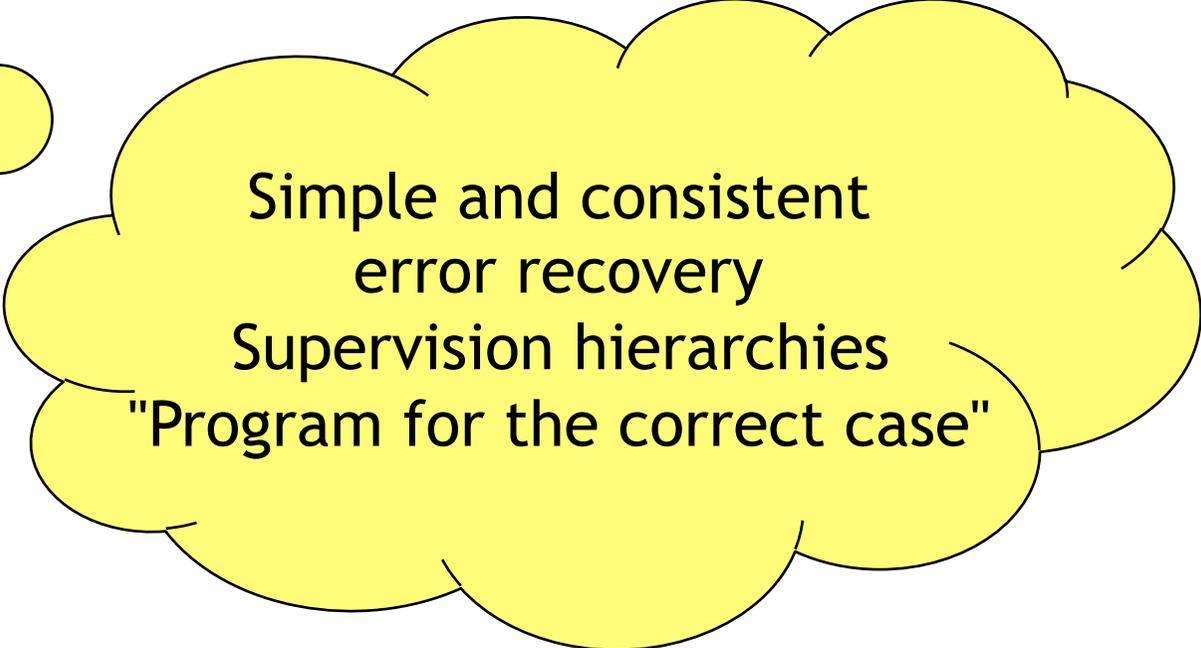 Simple and consistent
error recovery
Supervision hierarchies
"Program for the correct case"